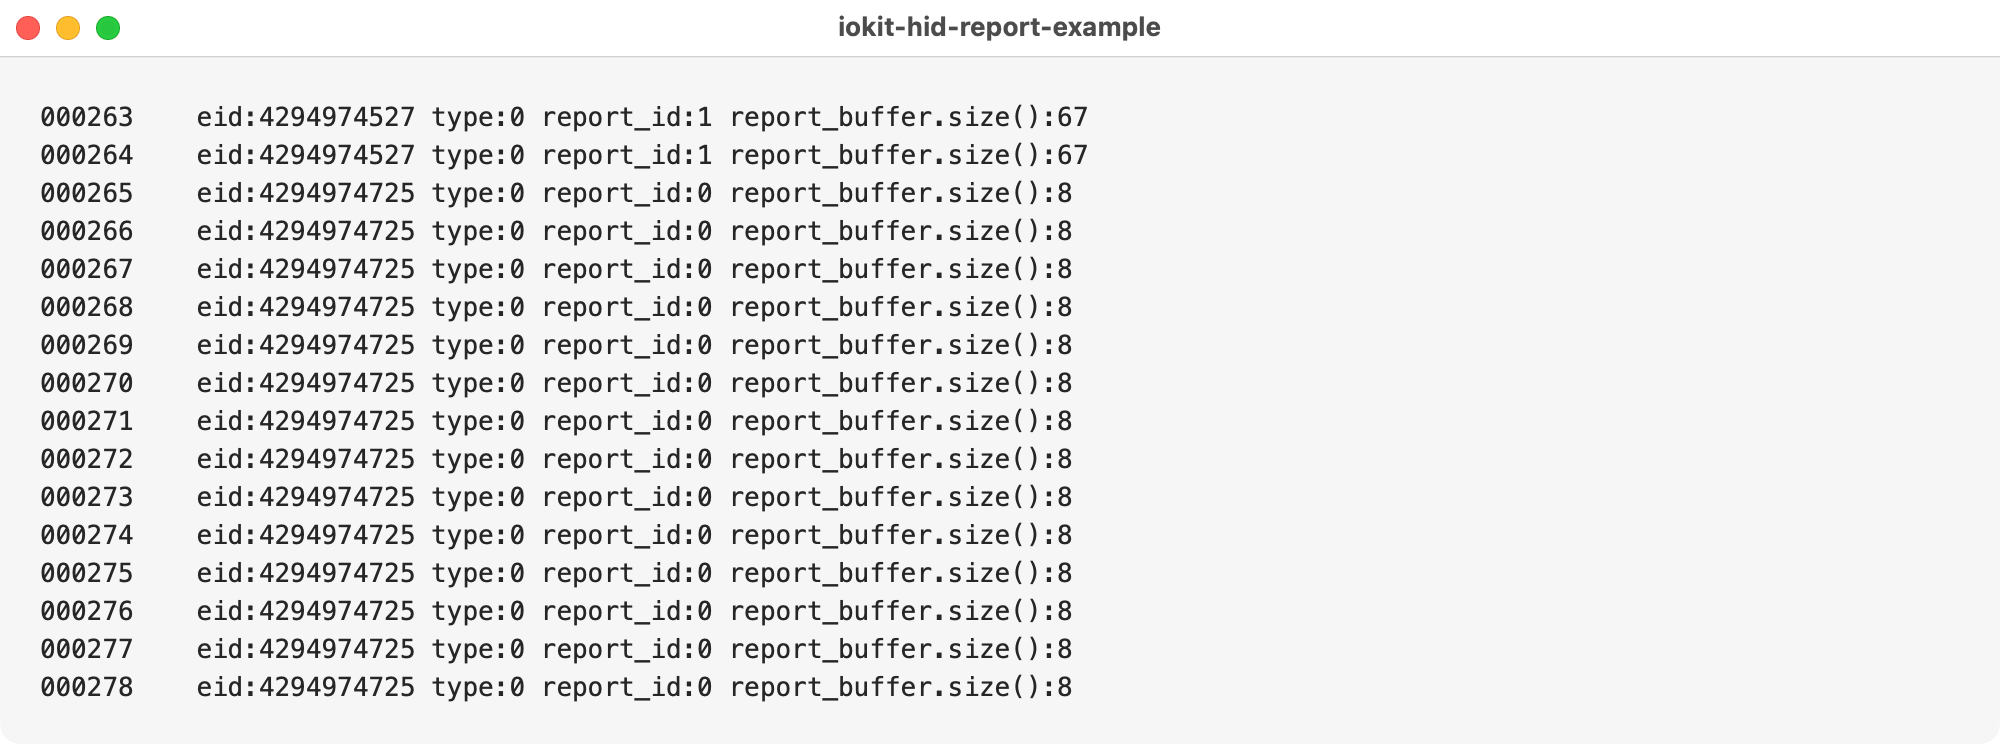 iokit-hid-report-example
000263    eid:4294974527 type:0 report_id:1 report_buffer.size():67
000264    eid:4294974527 type:0 report_id:1 report_buffer.size():67
000265    eid:4294974725 type:0 report_id:0 report_buffer.size():8
000266    eid:4294974725 type:0 report_id:0 report_buffer.size():8
000267    eid:4294974725 type:0 report_id:0 report_buffer.size():8
000268    eid:4294974725 type:0 report_id:0 report_buffer.size():8
000269    eid:4294974725 type:0 report_id:0 report_buffer.size():8
000270    eid:4294974725 type:0 report_id:0 report_buffer.size():8
000271    eid:4294974725 type:0 report_id:0 report_buffer.size():8
000272    eid:4294974725 type:0 report_id:0 report_buffer.size():8
000273    eid:4294974725 type:0 report_id:0 report_buffer.size():8
000274    eid:4294974725 type:0 report_id:0 report_buffer.size():8
000275    eid:4294974725 type:0 report_id:0 report_buffer.size():8
000276    eid:4294974725 type:0 report_id:0 report_buffer.size():8
000277    eid:4294974725 type:0 report_id:0 report_buffer.size():8
000278    eid:4294974725 type:0 report_id:0 report_buffer.size():8